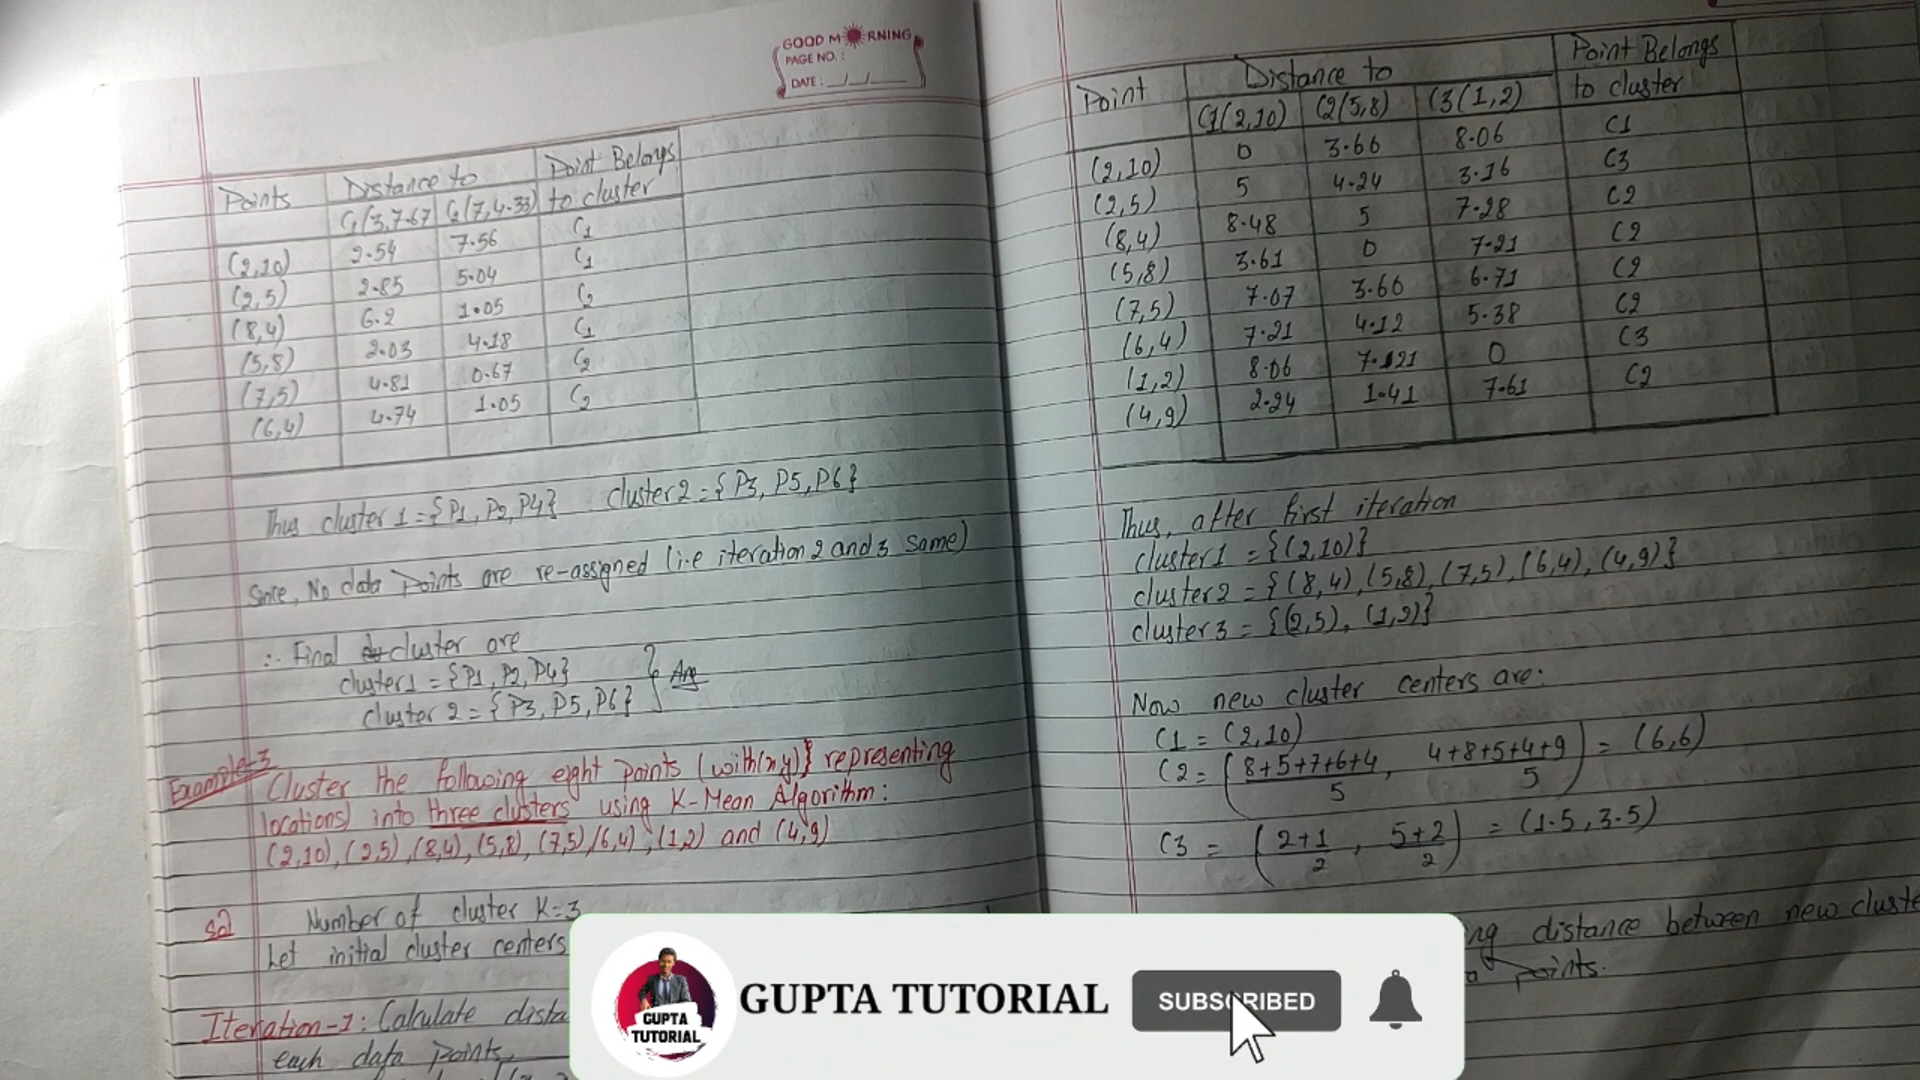 GOOD MORNING
PAGE NO. :
DATE : __/__/____
Points Distance to Point Belongs to cluster
C1(3,7.67) C2(7,4.33)
(2,10) 2.54 7.56 C1
(2,5) 2.85 5.04 C1
(8,4) 6.2 1.05 C2
(5,8) 2.03 4.18 C1
(7,5) 4.81 0.67 C2
(6,4) 4.74 1.05 C2
Thus cluster 1 = {P1, P2, P4} cluster 2 = {P3, P5, P6}
Since, No data Points are re-assigned (i.e iteration 2 and 3 same)
∴ Final cluster are
cluster1 = {P1, P2, P4}
cluster 2 = {P3, P5, P6} } Ans
Example-3 Cluster the following eight points (with(x,y)} representing
locations) into three clusters using K-Mean Algorithm:
(2,10), (2,5), (8,4), (5,8), (7,5), (6,4), (1,2) and (4,9)
Sol Number of cluster K=3
Let initial cluster centers
Iteration-1: Calculate dista
each data points,
Point Distance to Point Belongs to cluster
C1(2,10) C2(5,8) C3(1,2)
(2,10) 0 3.66 8.06 C1
(2,5) 5 4.24 3.16 C3
(8,4) 8.48 5 7.28 C2
(5,8) 3.61 0 7.21 C2
(7,5) 7.07 3.66 6.71 C2
(6,4) 7.21 4.12 5.38 C2
(1,2) 8.06 7.21 0 C3
(4,9) 2.24 1.41 7.61 C2
Thus, after first iteration
cluster1 = {(2,10)}
cluster2 = {(8,4), (5,8), (7,5), (6,4), (4,9)}
cluster3 = {(2,5), (1,2)}
Now new cluster centers are:
C1 = (2,10)
C2 = (8+5+7+6+4/5, 4+8+5+4+9/5) = (6,6)
C3 = (2+1/2, 5+2/2) = (1.5, 3.5)
ng distance between new cluste
points.
GUPTA TUTORIAL
GUPTA TUTORIAL
SUBSCRIBED